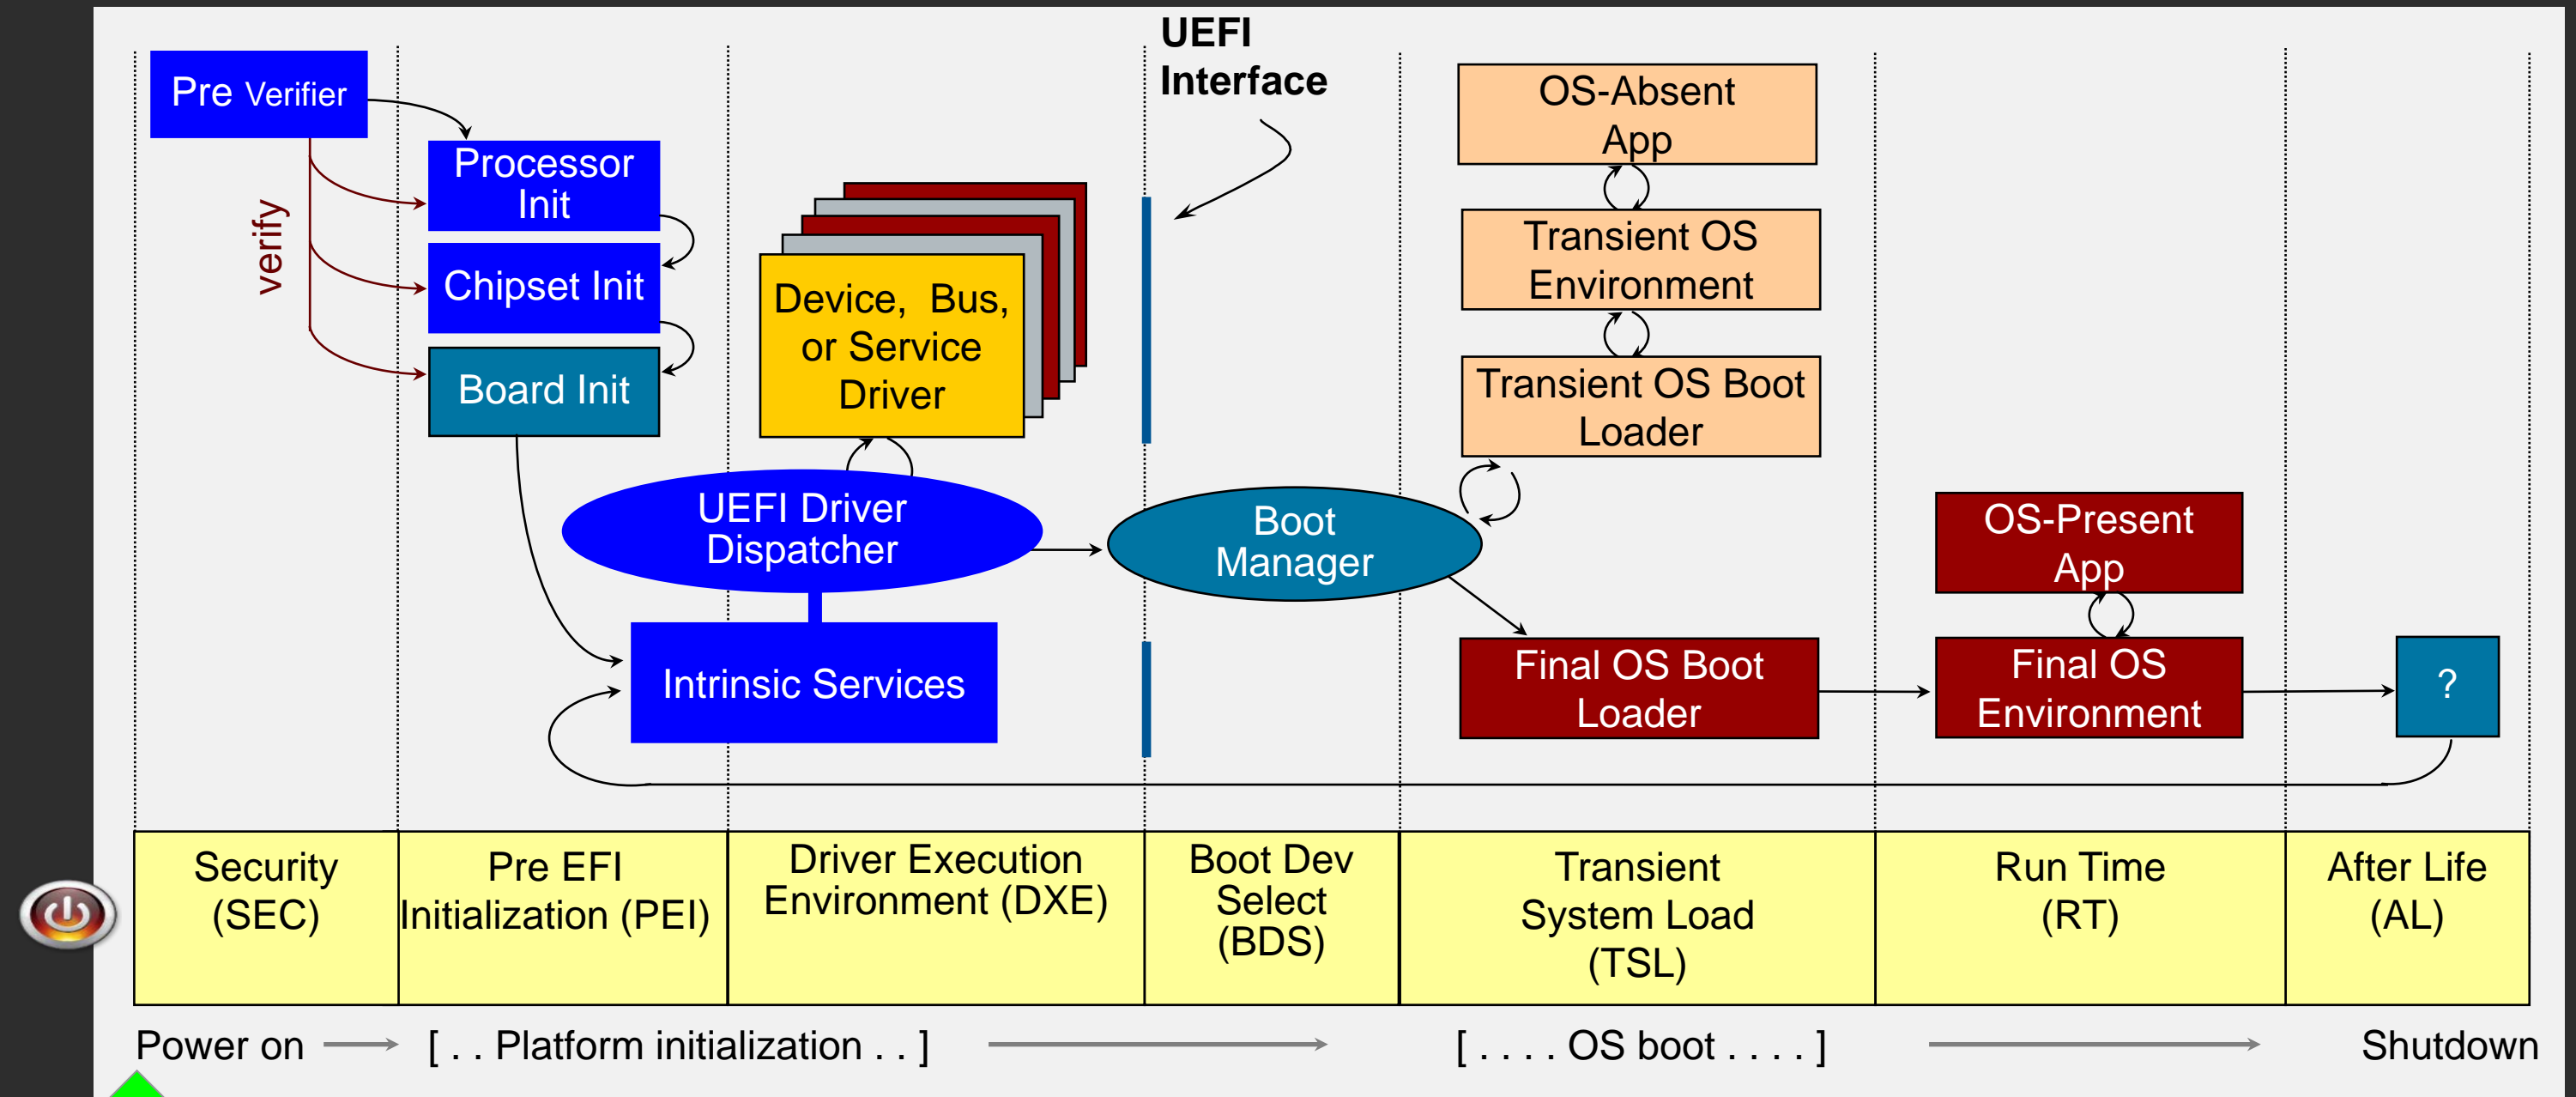 UEFI
Interface
Pre Verifier
verify
Processor
Init
Chipset Init
Board Init
Device, Bus,
or Service
Driver
UEFI Driver
Dispatcher
Intrinsic Services
Boot
Manager
OS-Absent
App
Transient OS
Environment
Transient OS Boot
Loader
Final OS Boot
Loader
OS-Present
App
Final OS
Environment
?
Security
(SEC)
Pre EFI
Initialization (PEI)
Driver Execution
Environment (DXE)
Boot Dev
Select
(BDS)
Transient
System Load
(TSL)
Run Time
(RT)
After Life
(AL)
Power on
[ . . Platform initialization . . ]
[ . . . . OS boot . . . . ]
Shutdown